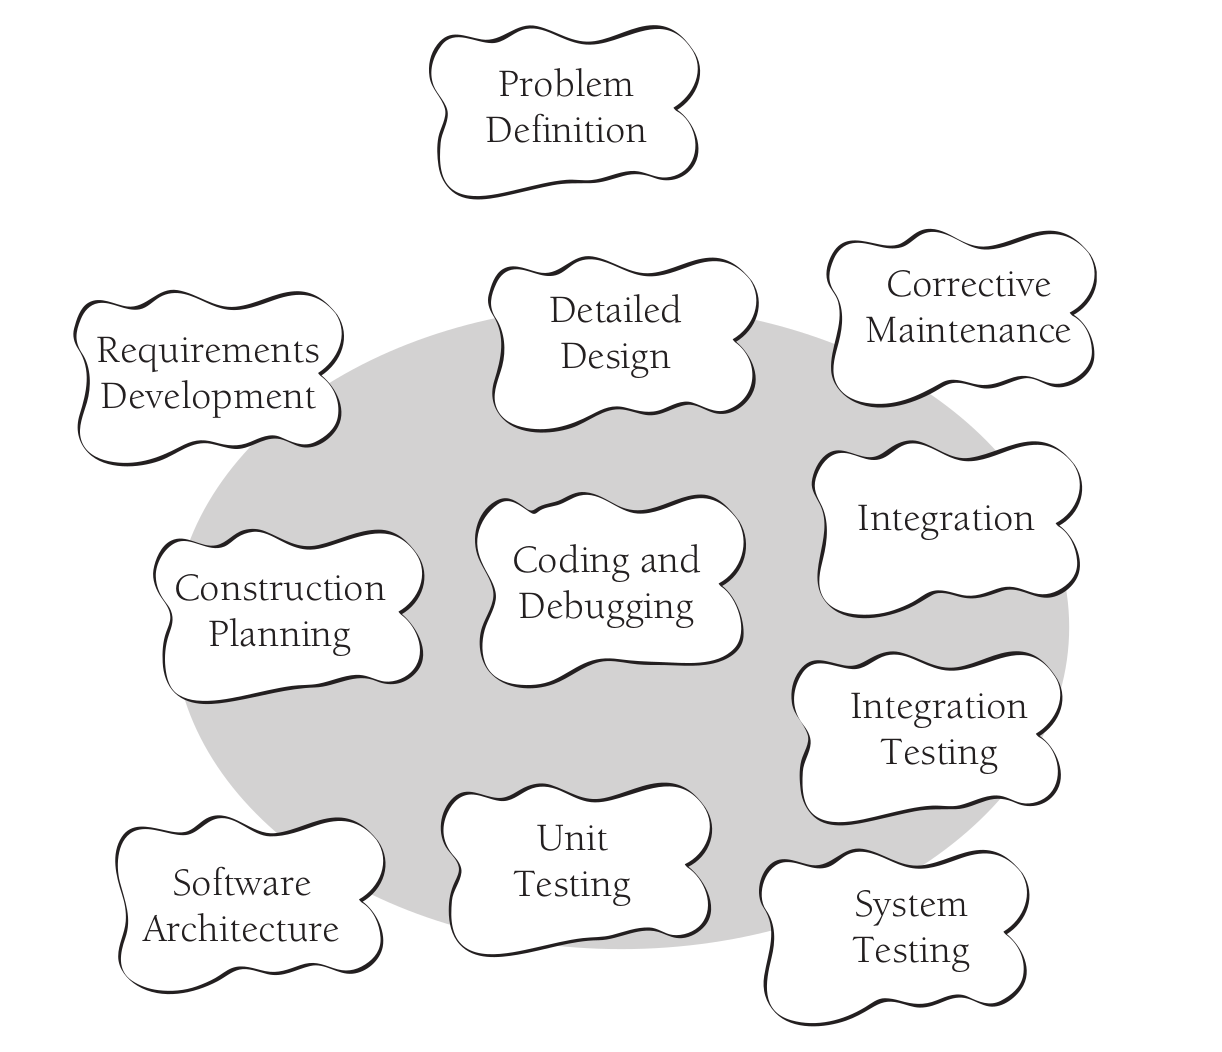 Problem
Definition
Detailed
Design
Corrective
Maintenance
Requirements
Development
Integration
Coding and
Debugging
Construction
Planning
Integration
Testing
Unit
Testing
Software
Architecture
System
Testing